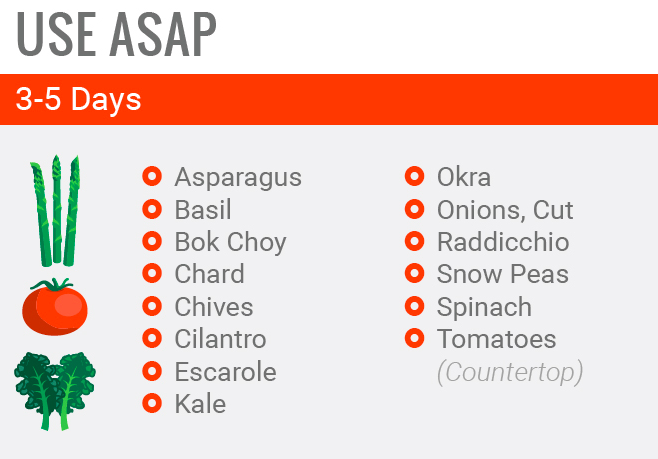 USE ASAP
3-5 Days
Asparagus
Basil
Bok Choy
Chard
Chives
Cilantro
Escarole
Kale
Okra
Onions, Cut
Raddicchio
Snow Peas
Spinach
Tomatoes
(Countertop)